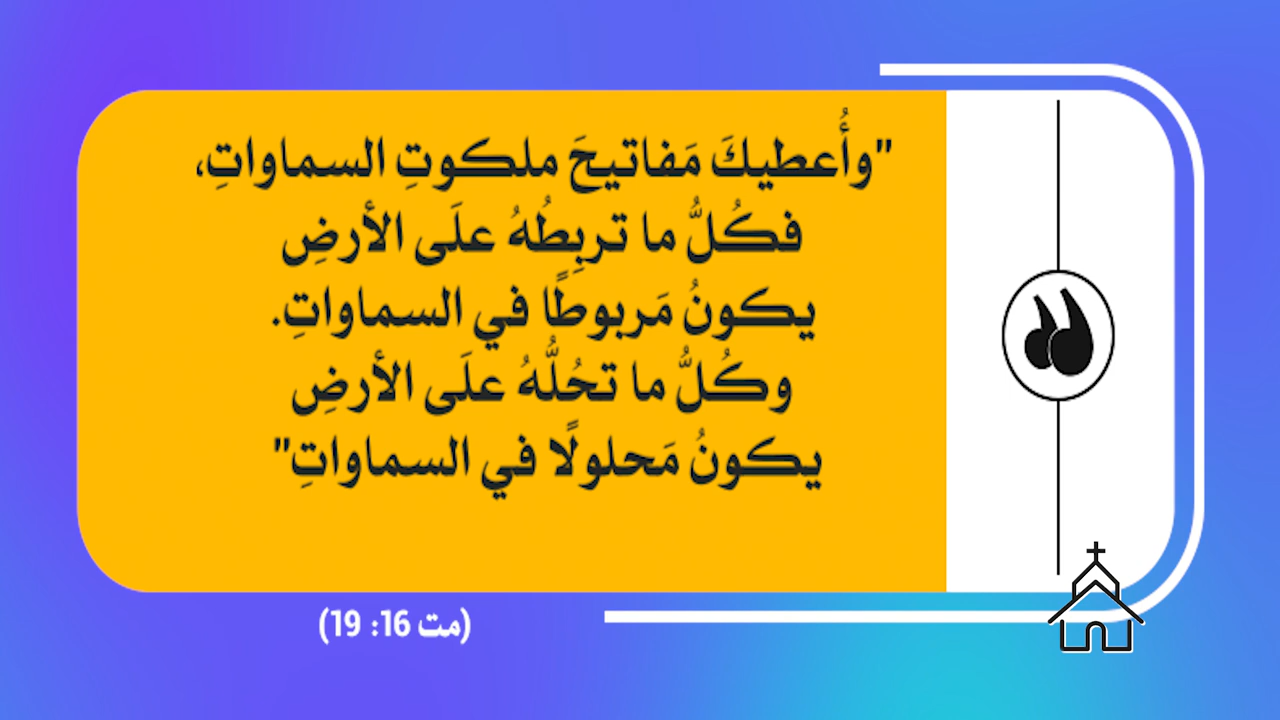 "وأُعطيكَ مَفاتيحَ ملكوتِ السماواتِ،
فكُلُّ ما تربِطُهُ علَى الأرضِ
يكونُ مَربوطًا في السماواتِ.
وكُلُّ ما تحُلُّهُ علَى الأرضِ
يكونُ مَحلولًا في السماواتِ"
(مت 16: 19)